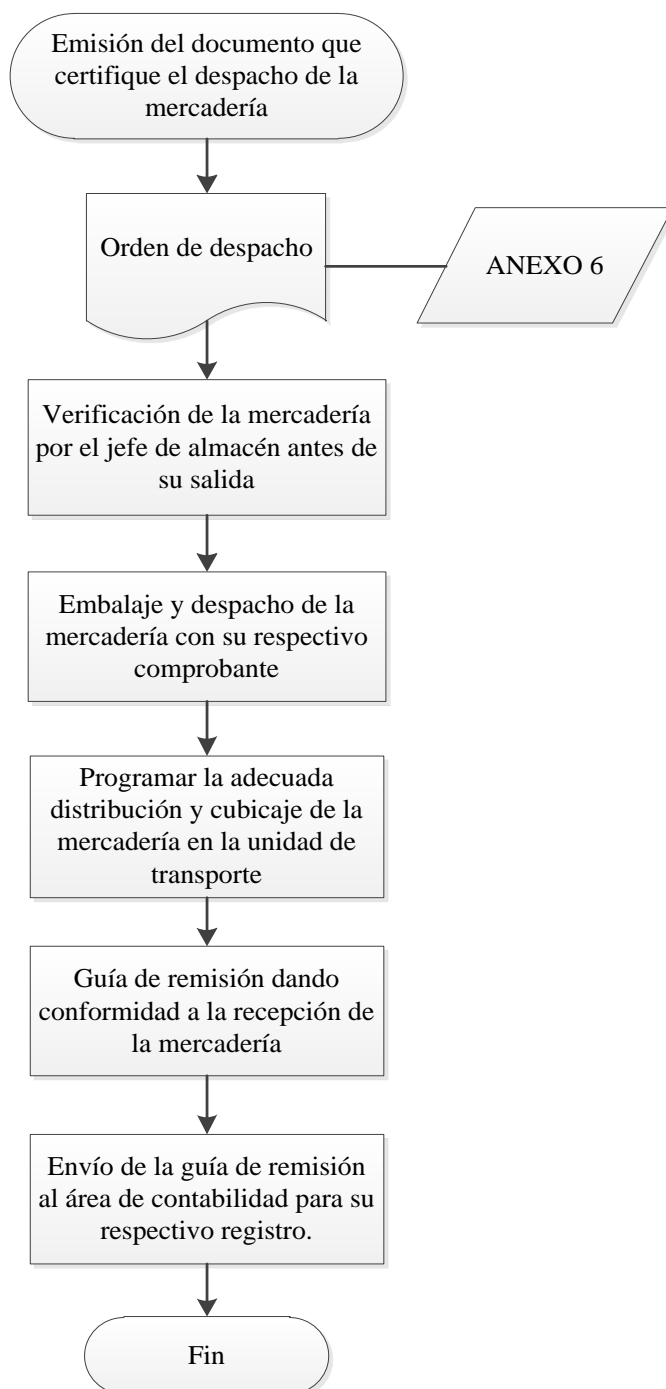 Emisión del documento que
certifique el despacho de la
mercadería
Orden de despacho
ANEXO 6
Verificación de la mercadería
por el jefe de almacén antes de
su salida
Embalaje y despacho de la
mercadería con su respectivo
comprobante
Programar la adecuada
distribución y cubicaje de la
mercadería en la unidad de
transporte
Guía de remisión dando
conformidad a la recepción de
la mercadería
Envío de la guía de remisión
al área de contabilidad para su
respectivo registro.
Fin